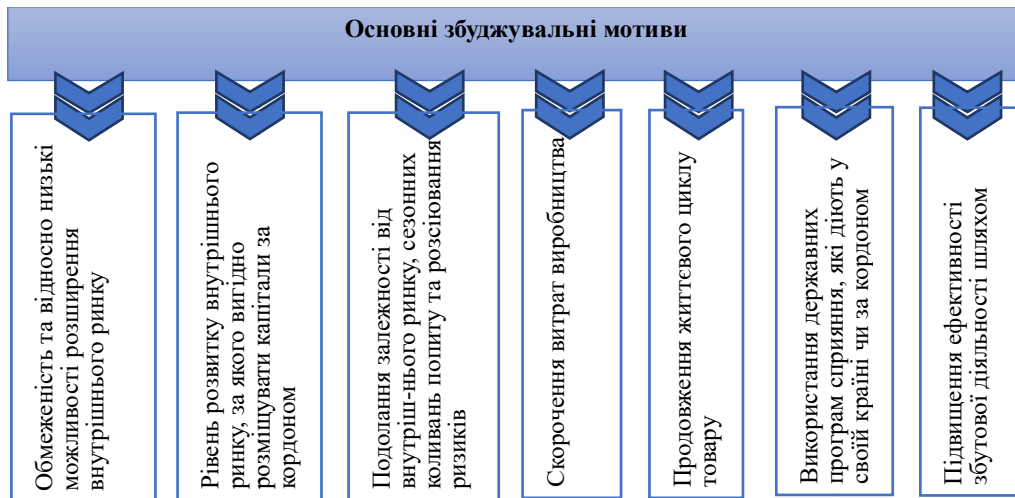 Основні збуджувальні мотиви
Обмеженість та відносно низькі
можливості розширення
внутрішнього ринку
Рівень розвитку внутрішнього
ринку, за якого вигідно
розміщувати капітали за
кордоном
Подолання залежності від
внутріш-нього ринку, сезонних
коливань попиту та розсіювання
ризиків
Скорочення витрат виробництва
Продовження життєвого циклу
товару
Використання державних
програм сприяння, які діють у
своїй країні чи за кордоном
Підвищення ефективності
збутової діяльності шляхом